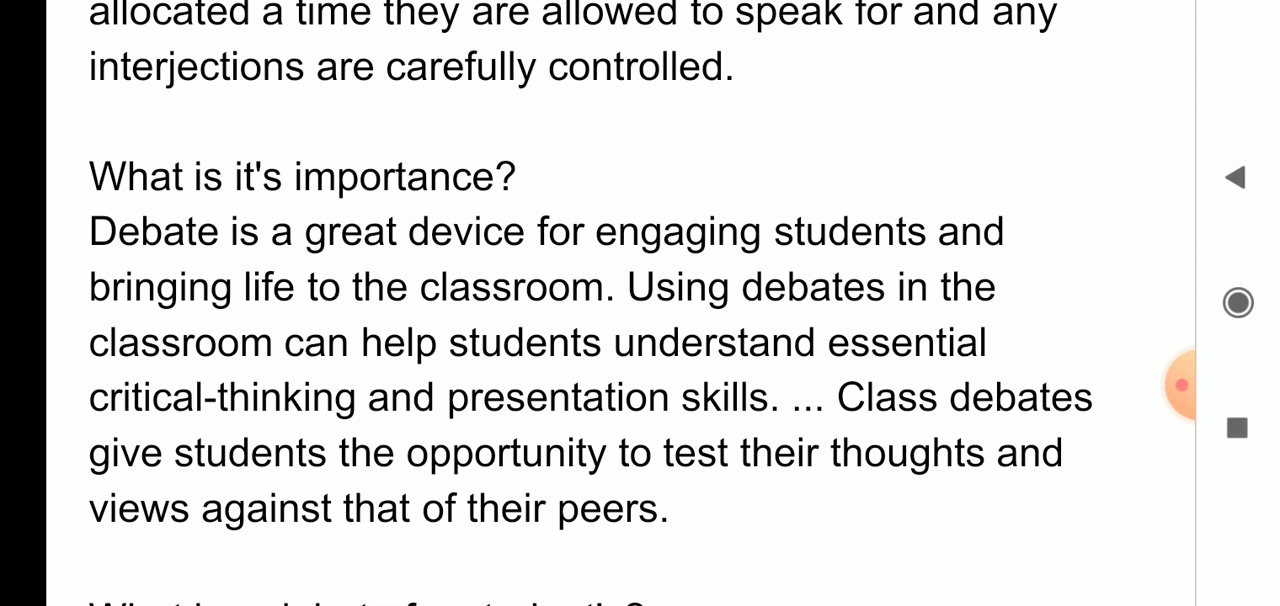 allocated a time they are allowed to speak for and any
interjections are carefully controlled.
What is it's importance?
Debate is a great device for engaging students and
bringing life to the classroom. Using debates in the
classroom can help students understand essential
critical-thinking and presentation skills. ... Class debates
give students the opportunity to test their thoughts and
views against that of their peers.